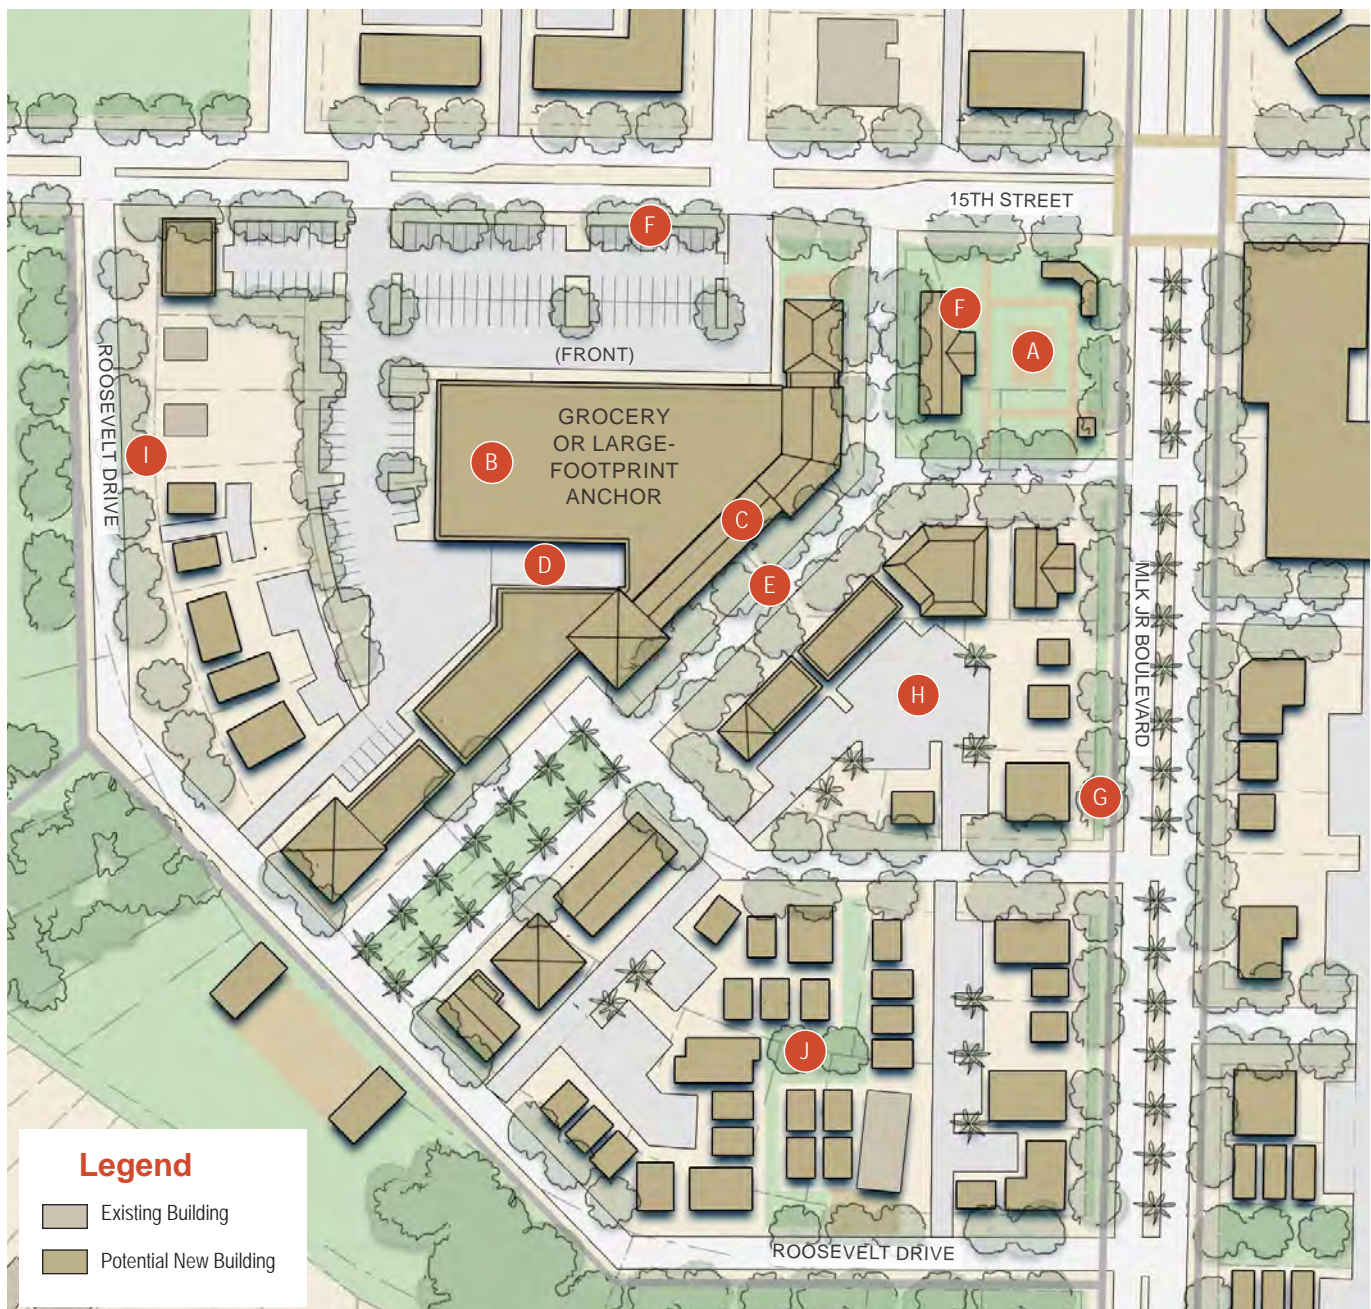 15TH STREET
F
F
A
(FRONT)
ROOSEVELT DRIVE
GROCERY
OR LARGE-
FOOTPRINT
ANCHOR
B
I
C
D
E
MLK JR BOULEVARD
H
G
J
ROOSEVELT DRIVE
Legend
Existing Building
Potential New Building